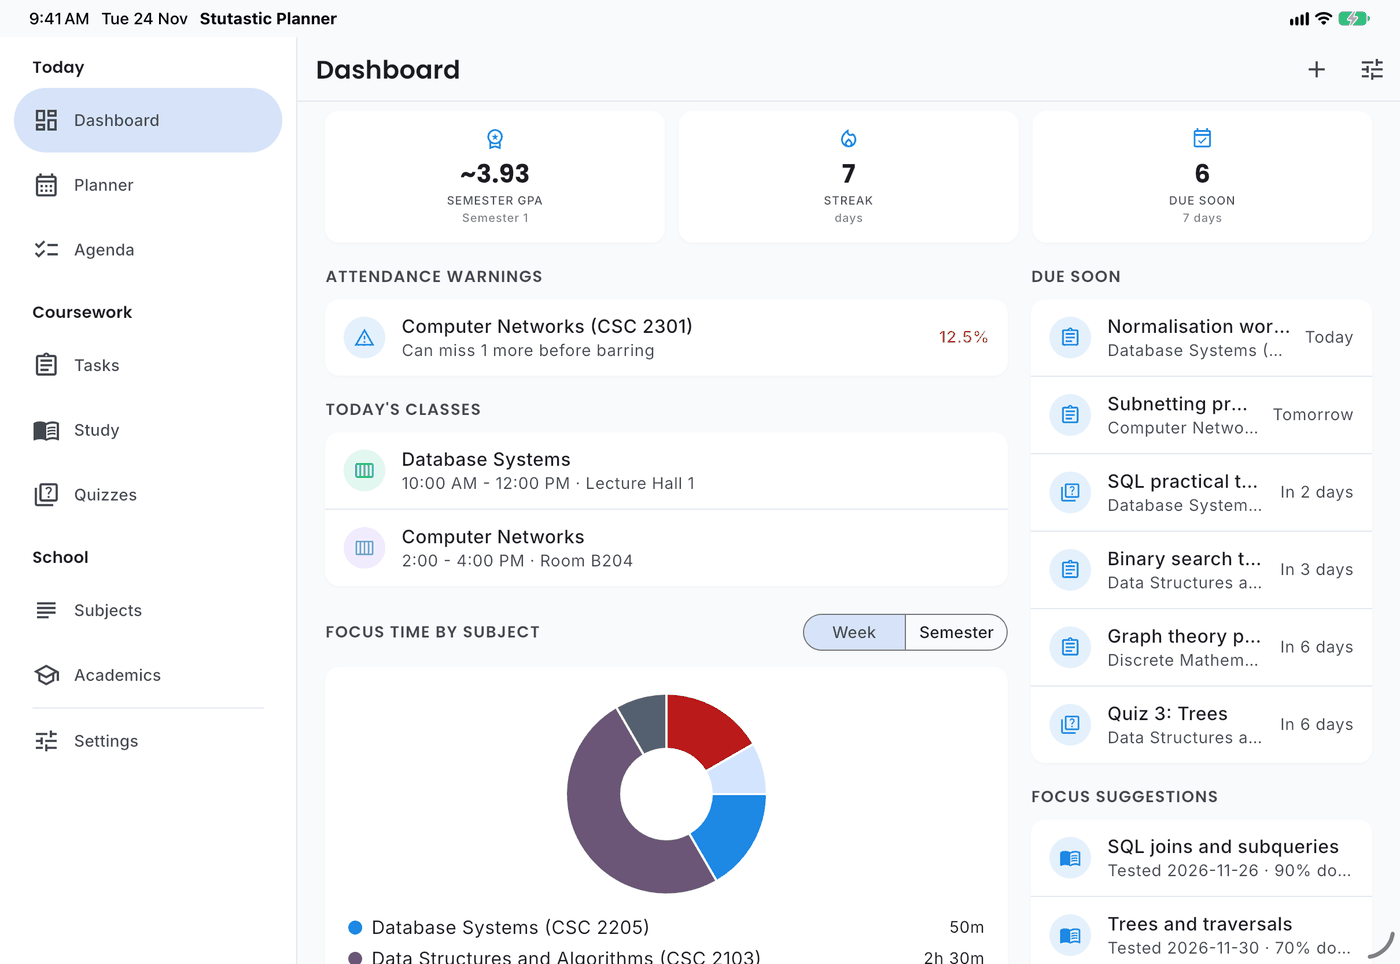 9:41 AM Tue 24 Nov Stutastic Planner
Today
Dashboard
Planner
Agenda
Coursework
Tasks
Study
Quizzes
School
Subjects
Academics
Settings
Dashboard
~3.93
SEMESTER GPA
Semester 1
7
STREAK
days
6
DUE SOON
7 days
ATTENDANCE WARNINGS
Computer Networks (CSC 2301)
Can miss 1 more before barring
12.5%
TODAY'S CLASSES
Database Systems
10:00 AM - 12:00 PM · Lecture Hall 1
Computer Networks
2:00 - 4:00 PM · Room B204
FOCUS TIME BY SUBJECT
Week
Semester
Database Systems (CSC 2205)
50m
Data Structures and Algorithms (CSC 2103)
2h 30m
DUE SOON
Normalisation wor...
Database Systems (...
Today
Subnetting pr...
Computer Netwo...
Tomorrow
SQL practical t...
Database System...
In 2 days
Binary search t...
Data Structures a...
In 3 days
Graph theory p...
Discrete Mathem...
In 6 days
Quiz 3: Trees
Data Structures a...
In 6 days
FOCUS SUGGESTIONS
SQL joins and subqueries
Tested 2026-11-26 · 90% do...
Trees and traversals
Tested 2026-11-30 · 70% do...